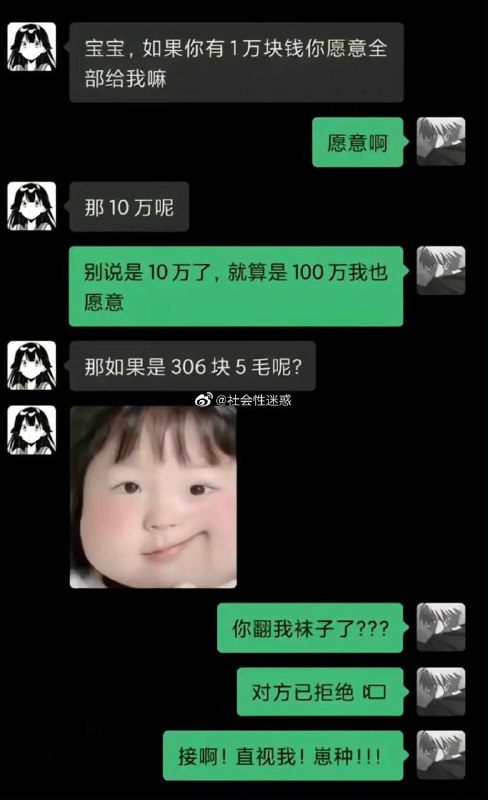 宝宝，如果你有1万块钱你愿意全
部给我嘛
愿意啊
那10万呢
别说是10万了，就算是100万我也
愿意
那如果是306块5毛呢?
@社会性迷惑
你翻我袜子了???
对方已拒绝
接啊！直视我！崽种!!!